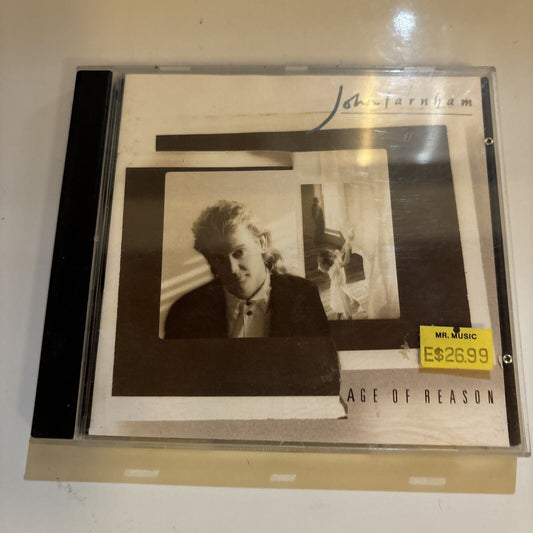 John Farnham
MR. MUSIC
E$26.99
AGE OF REASON